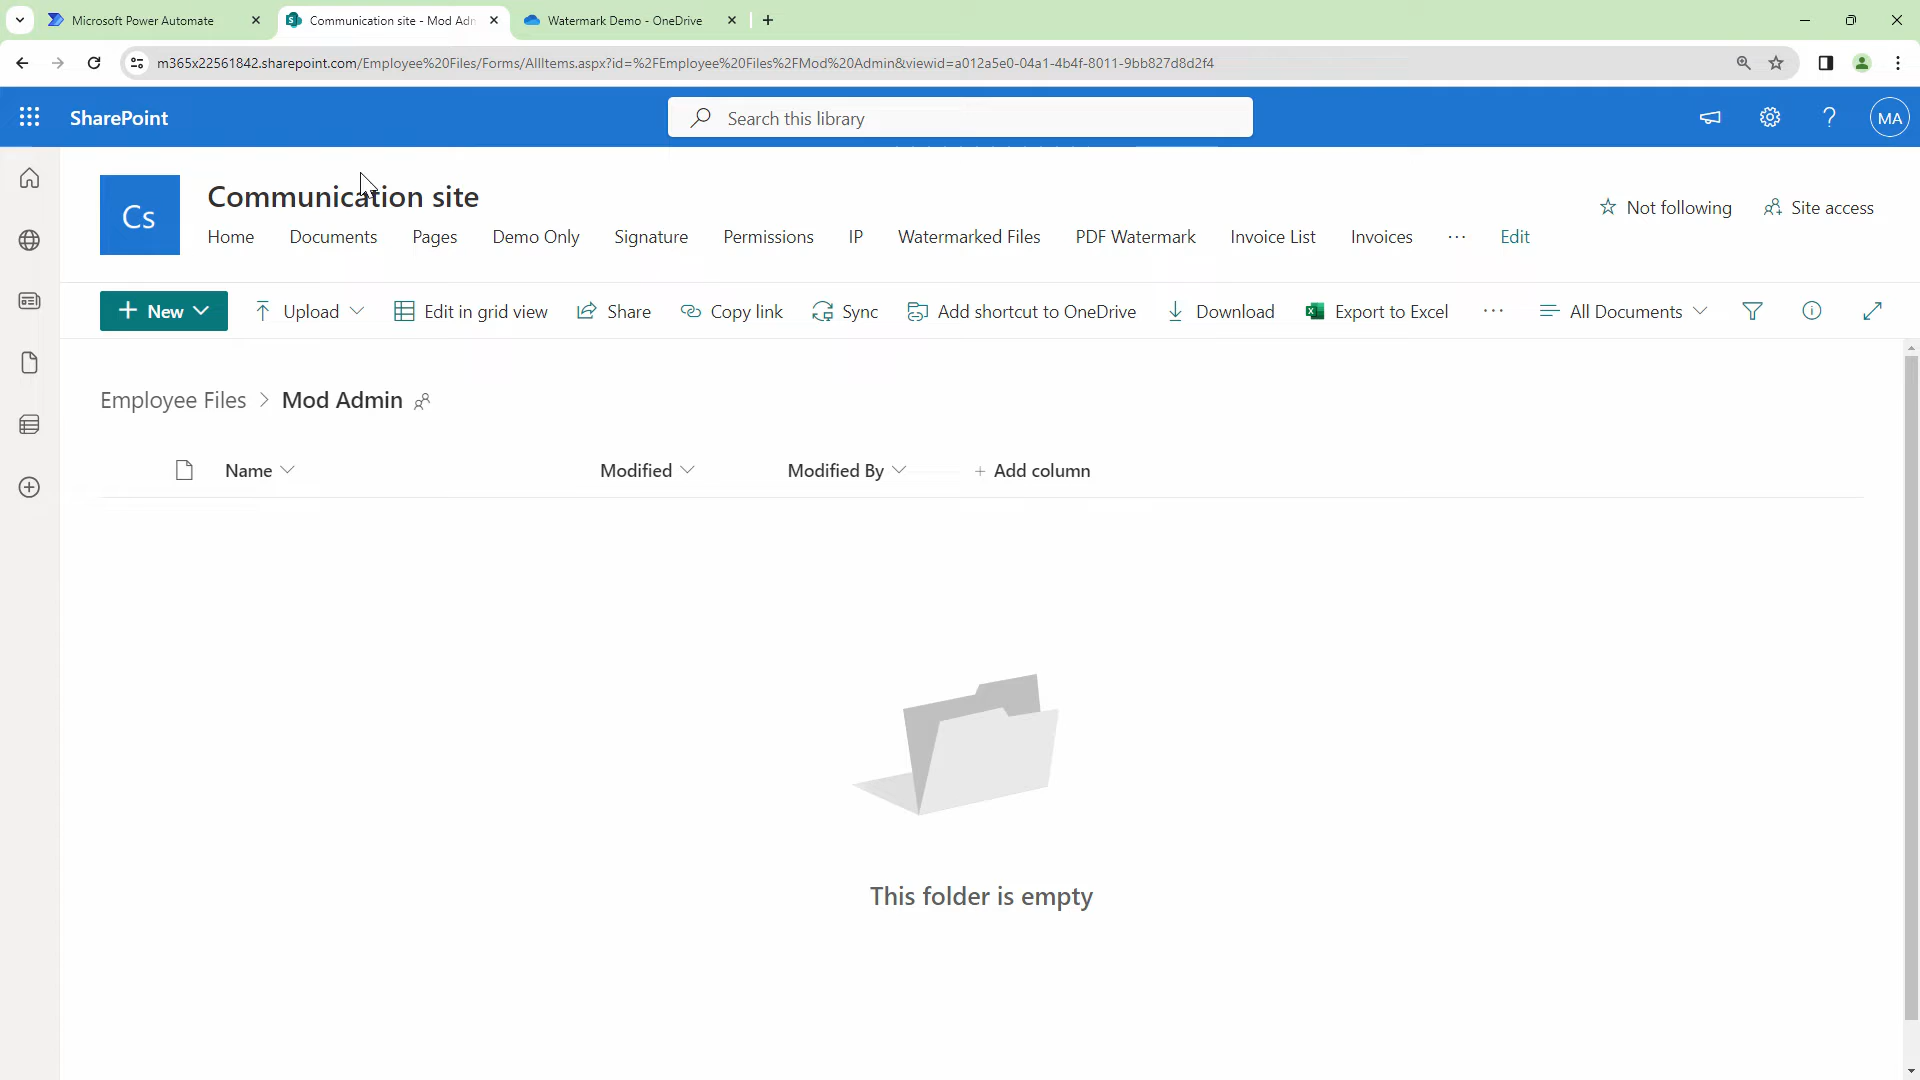 Microsoft Power Automate
Communication site - Mod Adm
Watermark Demo - OneDrive
m365x22561842.sharepoint.com/Employee%20Files/Forms/AllItems.aspx?id=%2FEmployee%20Files%2FMod%20Admin&viewid=a012a5e0-04a1-4b4f-8011-9bb827d8d2f4
SharePoint
Search this library
?
MA
Cs
Communication site
Home Documents Pages Demo Only Signature Permissions IP Watermarked Files PDF Watermark Invoice List Invoices ··· Edit
Not following
Site access
+ New Upload Edit in grid view Share Copy link Sync Add shortcut to OneDrive Download Export to Excel ··· All Documents
Employee Files > Mod Admin
Name Modified Modified By + Add column
This folder is empty